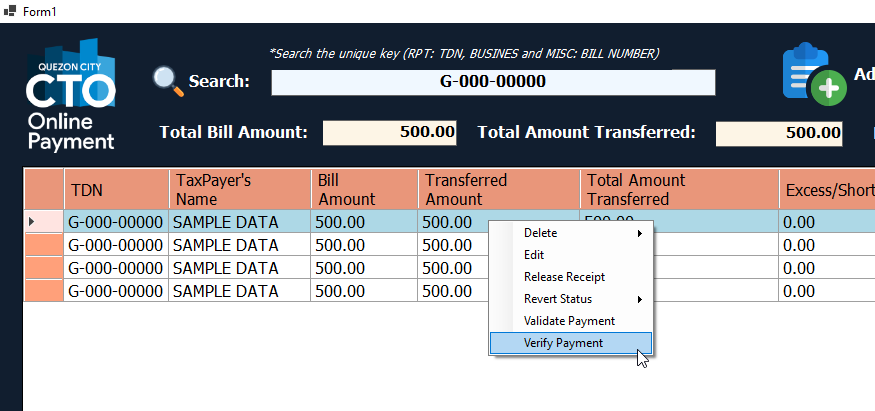 Form1
*Search the unique key (RPT: TDN, BUSINES and MISC: BILL NUMBER)
QUEZON CITY
CTO
Online
Payment
Search: G-000-00000
Ad
Total Bill Amount: 500.00 Total Amount Transferred: 500.00
TDN TaxPayer's Name Bill Amount Transferred Amount Total Amount Transferred Excess/Short
G-000-00000 SAMPLE DATA 500.00 500.00 500.00 0.00
G-000-00000 SAMPLE DATA 500.00 500.00 0.00
G-000-00000 SAMPLE DATA 500.00 500.00 0.00
G-000-00000 SAMPLE DATA 500.00 500.00 0.00
Delete
Edit
Release Receipt
Revert Status
Validate Payment
Verify Payment